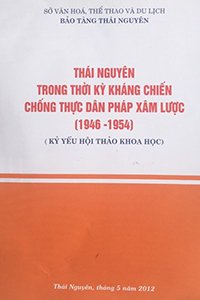 SỞ VĂN HOÁ, THỂ THAO VÀ DU LỊCH
BẢO TÀNG THÁI NGUYÊN
THÁI NGUYÊN
TRONG THỜI KỲ KHÁNG CHIẾN
CHỐNG THỰC DÂN PHÁP XÂM LƯỢC
(1946 -1954)
( KỶ YẾU HỘI THẢO KHOA HỌC)
Thái Nguyên, tháng 5 năm 2012